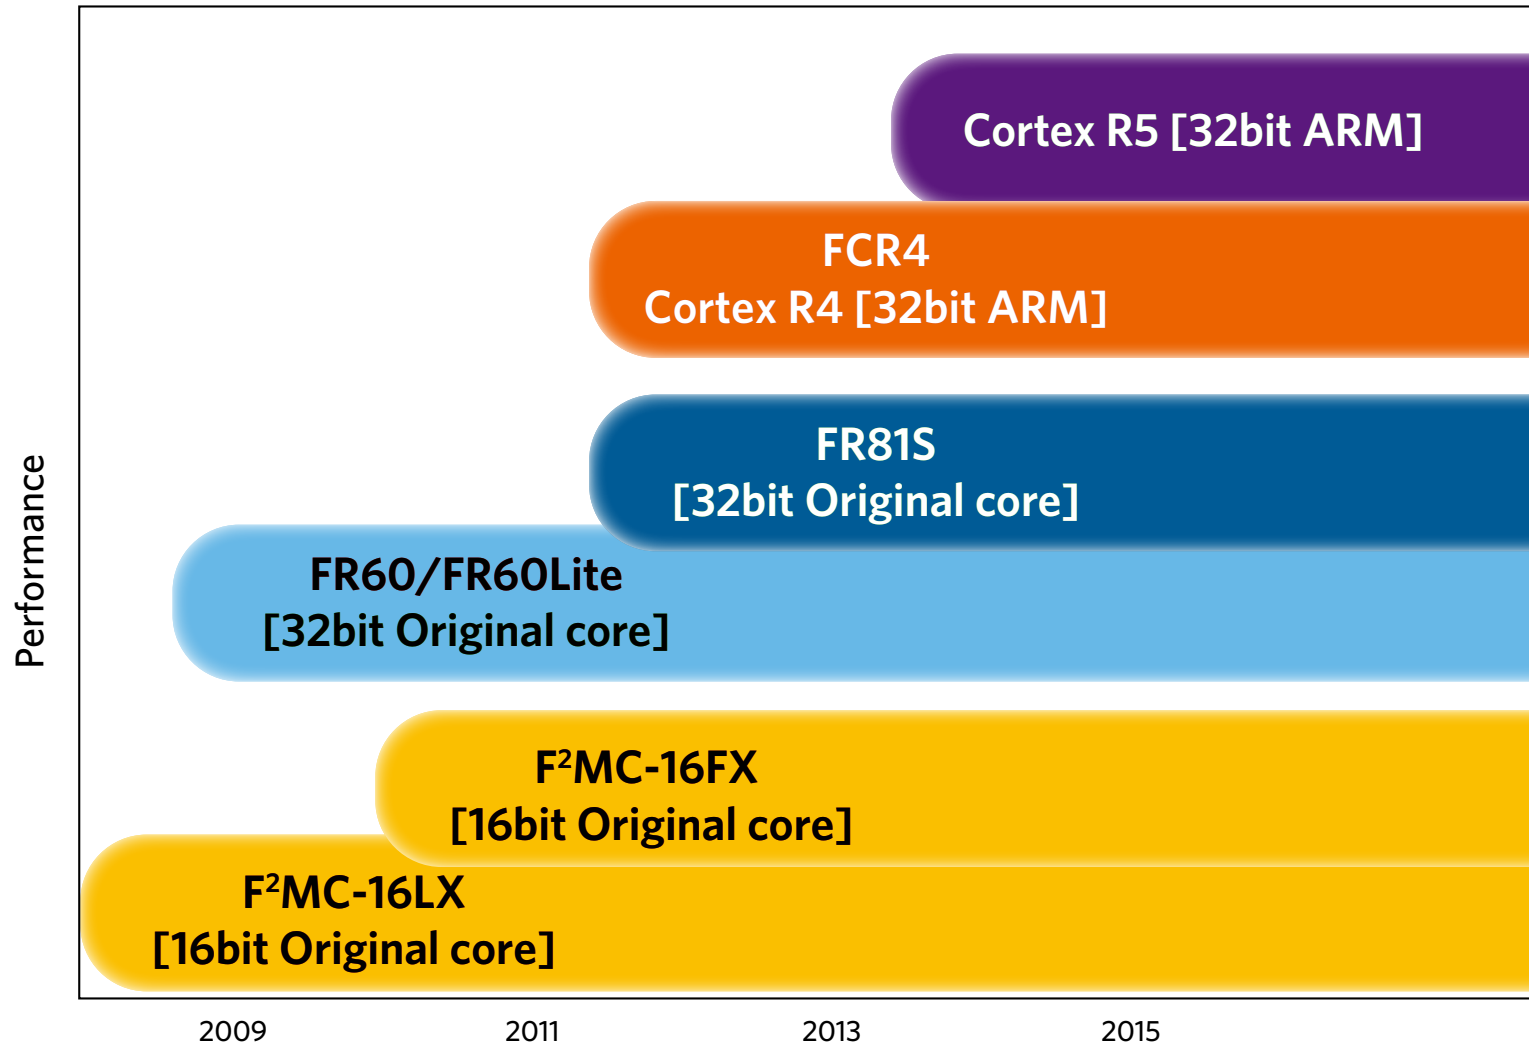 Performance
Cortex R5 [32bit ARM]
FCR4
Cortex R4 [32bit ARM]
FR81S
[32bit Original core]
FR60/FR60Lite
[32bit Original core]
F²MC-16FX
[16bit Original core]
F²MC-16LX
[16bit Original core]
2009 2011 2013 2015